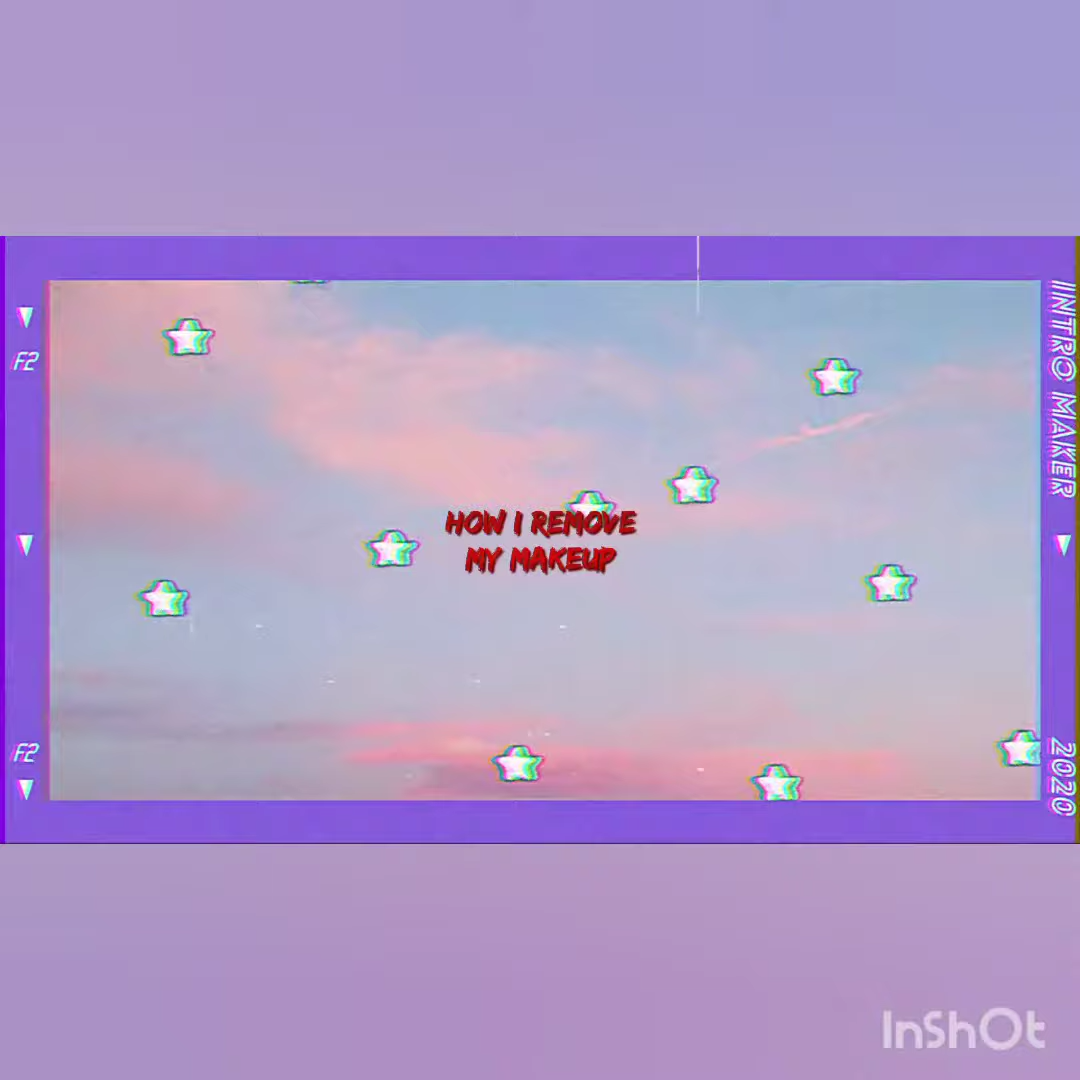 F2
F2
HOW I REMOVE
MY MAKEUP
INTRO MAKER
2020
InShOt